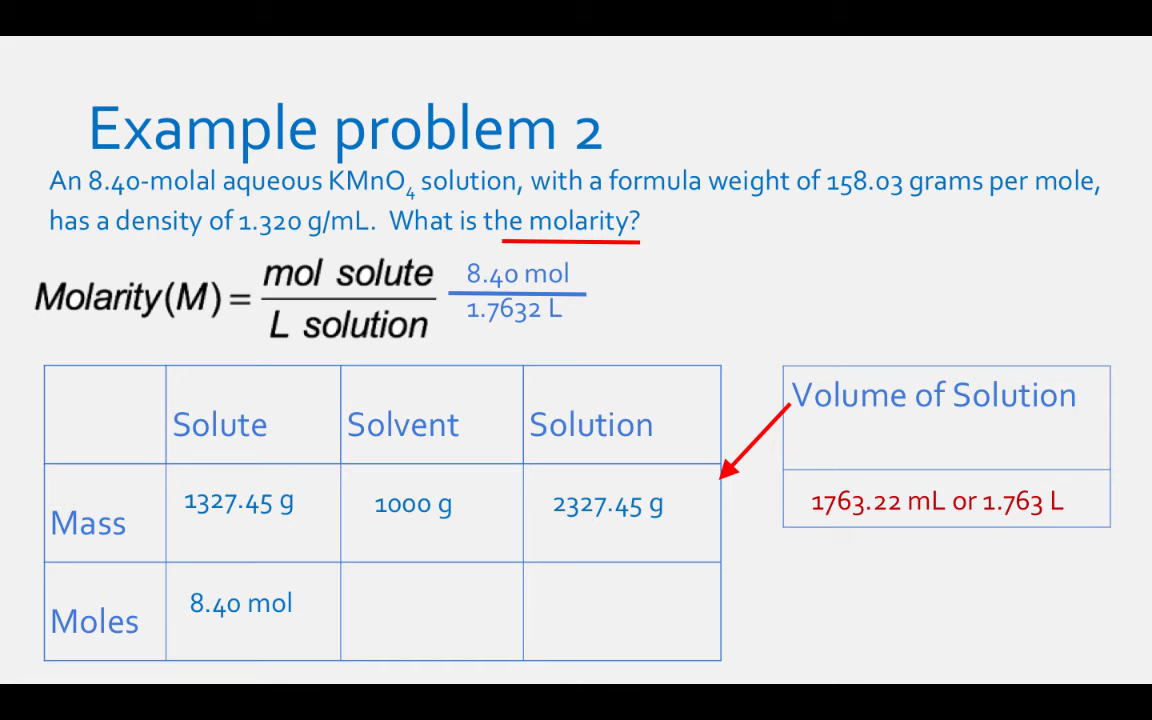 Example problem 2
An 8.40-molal aqueous KMnO₄ solution, with a formula weight of 158.03 grams per mole,
has a density of 1.320 g/mL. What is the molarity?
Molarity(M) = mol solute / L solution
8.40 mol
1.7632 L
Solute Solvent Solution
Mass 1327.45 g 1000 g 2327.45 g
Moles 8.40 mol
Volume of Solution
1763.22 mL or 1.763 L